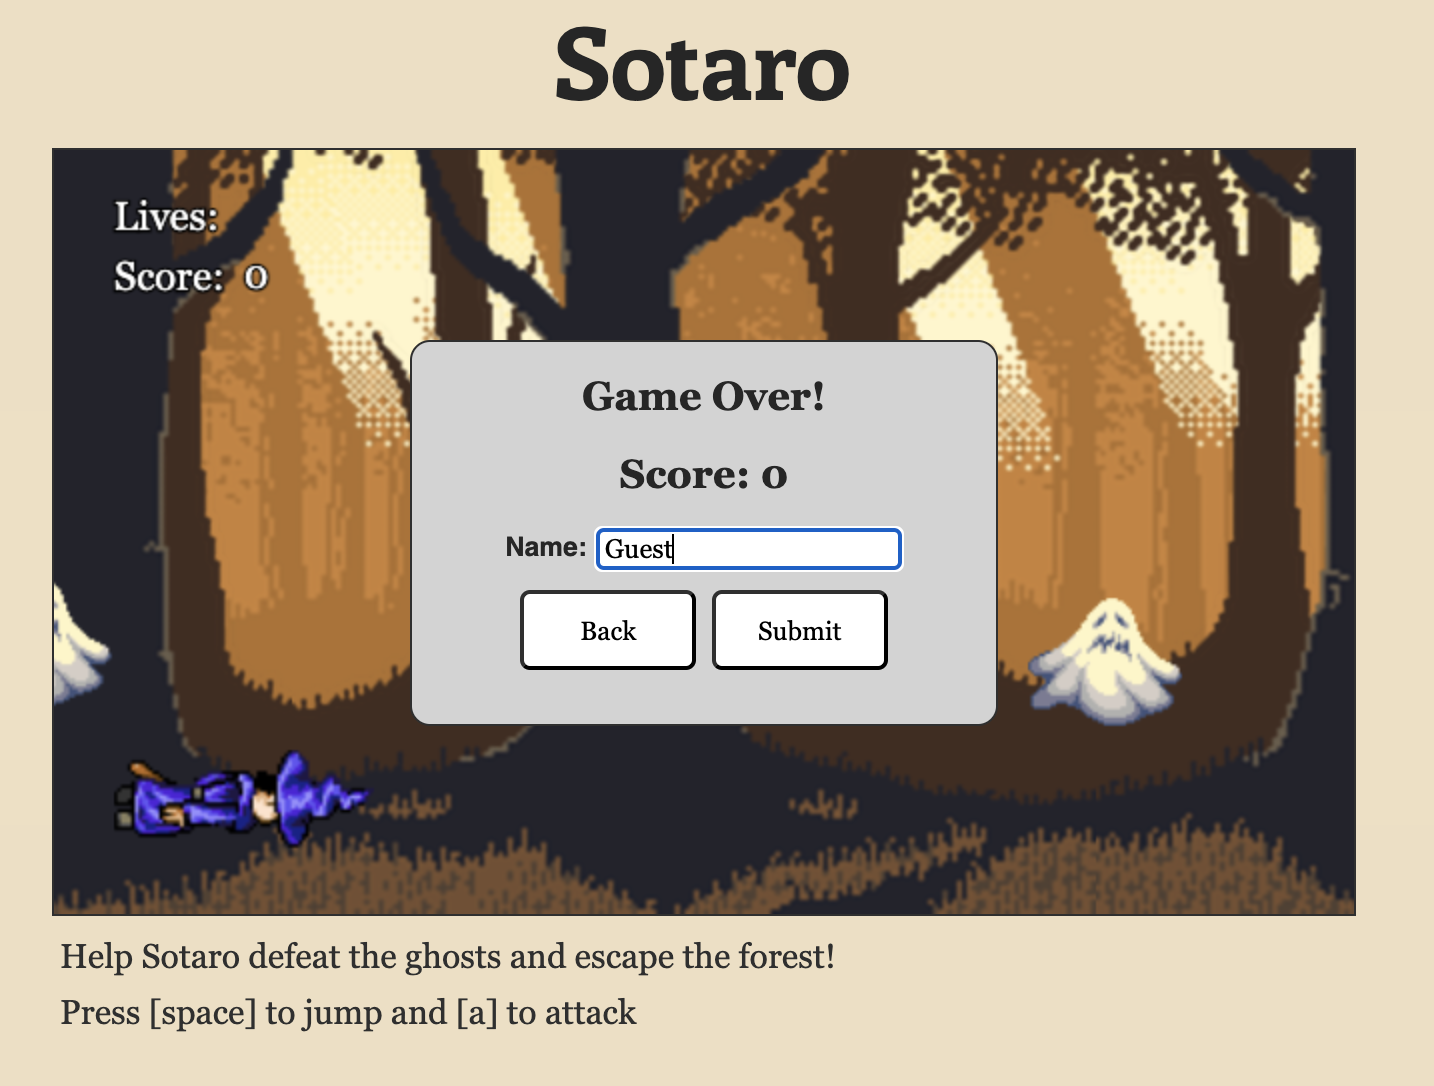 Sotaro
Lives:
Score: 0
Game Over!
Score: 0
Name: Guest
Back Submit
Help Sotaro defeat the ghosts and escape the forest!
Press [space] to jump and [a] to attack